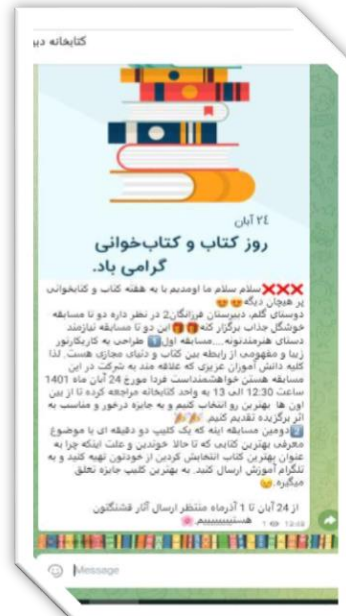 کتابخانه دبی
۲٤ آبان
روز کتاب و کتاب‌خوانی
گرامی باد.
❌❌❌سلام سلام ما اومدیم با یه هفته کتاب و کتابخوانی
پر هیجان دیگه😍😍
دوستای گلم، دبیرستان فرزانگان2 در نظر داره دو تا مسابقه
خوشگل جذاب برگزار کنه🎁🎁این دو تا مسابقه نیازمند
دستای هنرمندتونه....مسابقه اول1️⃣ طراحی یه کاریکاتور
زیبا و مفهومی از رابطه بین کتاب و دنیای مجازی هست. لذا
کلیه دانش آموزان عزیزی که علاقه مند به شرکت در این
مسابقه هستن خواهشمنداست فردا مورخ 24 آبان ماه 1401
ساعت 12:30 الی 13 به واحد کتابخانه مراجعه کرده تا از بین
اون ها بهترین رو انتخاب کنیم و یه جایزه درخور و مناسب به
اثر برگزیده تقدیم کنیم. 🎉🎉
2️⃣دومین مسابقه اینه که یک کلیپ دو دقیقه ای با موضوع
معرفی بهترین کتابی که تا حالا خوندین و علت اینکه چرا به
عنوان بهترین کتاب انتخابش کردین از خودتون تهیه کنید و به
تلگرام آموزش ارسال کنید. به بهترین کلیپ جایزه تعلق
میگیره.😉
از 24 آبان تا 1 آذرماه منتظر ارسال آثار قشنگتون
هستیییییییم.🌸
1 12:08
Message